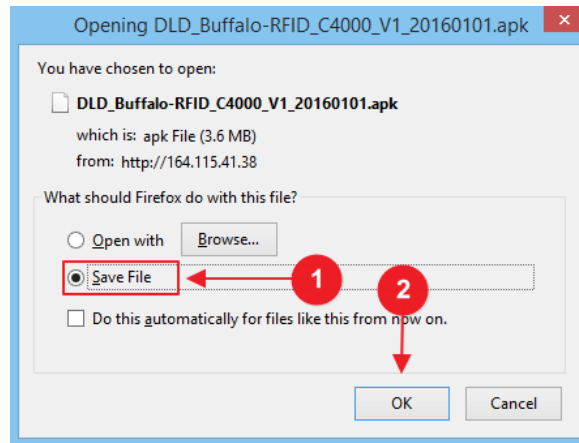 Opening DLD_Buffalo-RFID_C4000_V1_20160101.apk
You have chosen to open:
DLD_Buffalo-RFID_C4000_V1_20160101.apk
which is: apk File (3.6 MB)
from: http://164.115.41.38
What should Firefox do with this file?
Open with Browse...
Save File 1
2
Do this automatically for files like this from now on.
OK Cancel